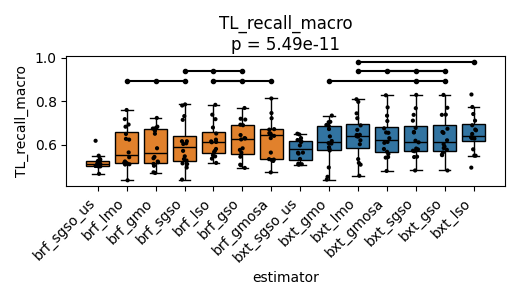 TL_recall_macro
p = 5.49e-11
TL_recall_macro
1.0
0.8
0.6
brf_sgso_us
brf_lmo
brf_gmo
brf_sgso
brf_lso
brf_gso
brf_gmosa
bxt_sgso_us
bxt_gmo
bxt_lmo
bxt_gmosa
bxt_sgso
bxt_gso
bxt_lso
estimator